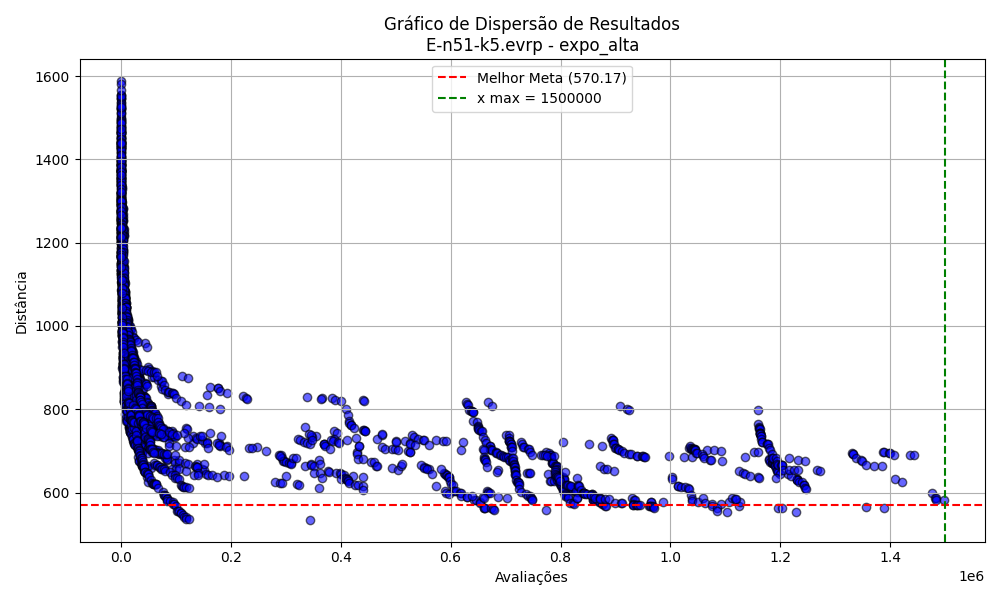 Gráfico de Dispersão de Resultados
E-n51-k5.evrp - expo_alta
Melhor Meta (570.17)
x max = 1500000
Distância
1600
1400
1200
1000
800
600
0.0 0.2 0.4 0.6 0.8 1.0 1.2 1.4
1e6
Avaliações